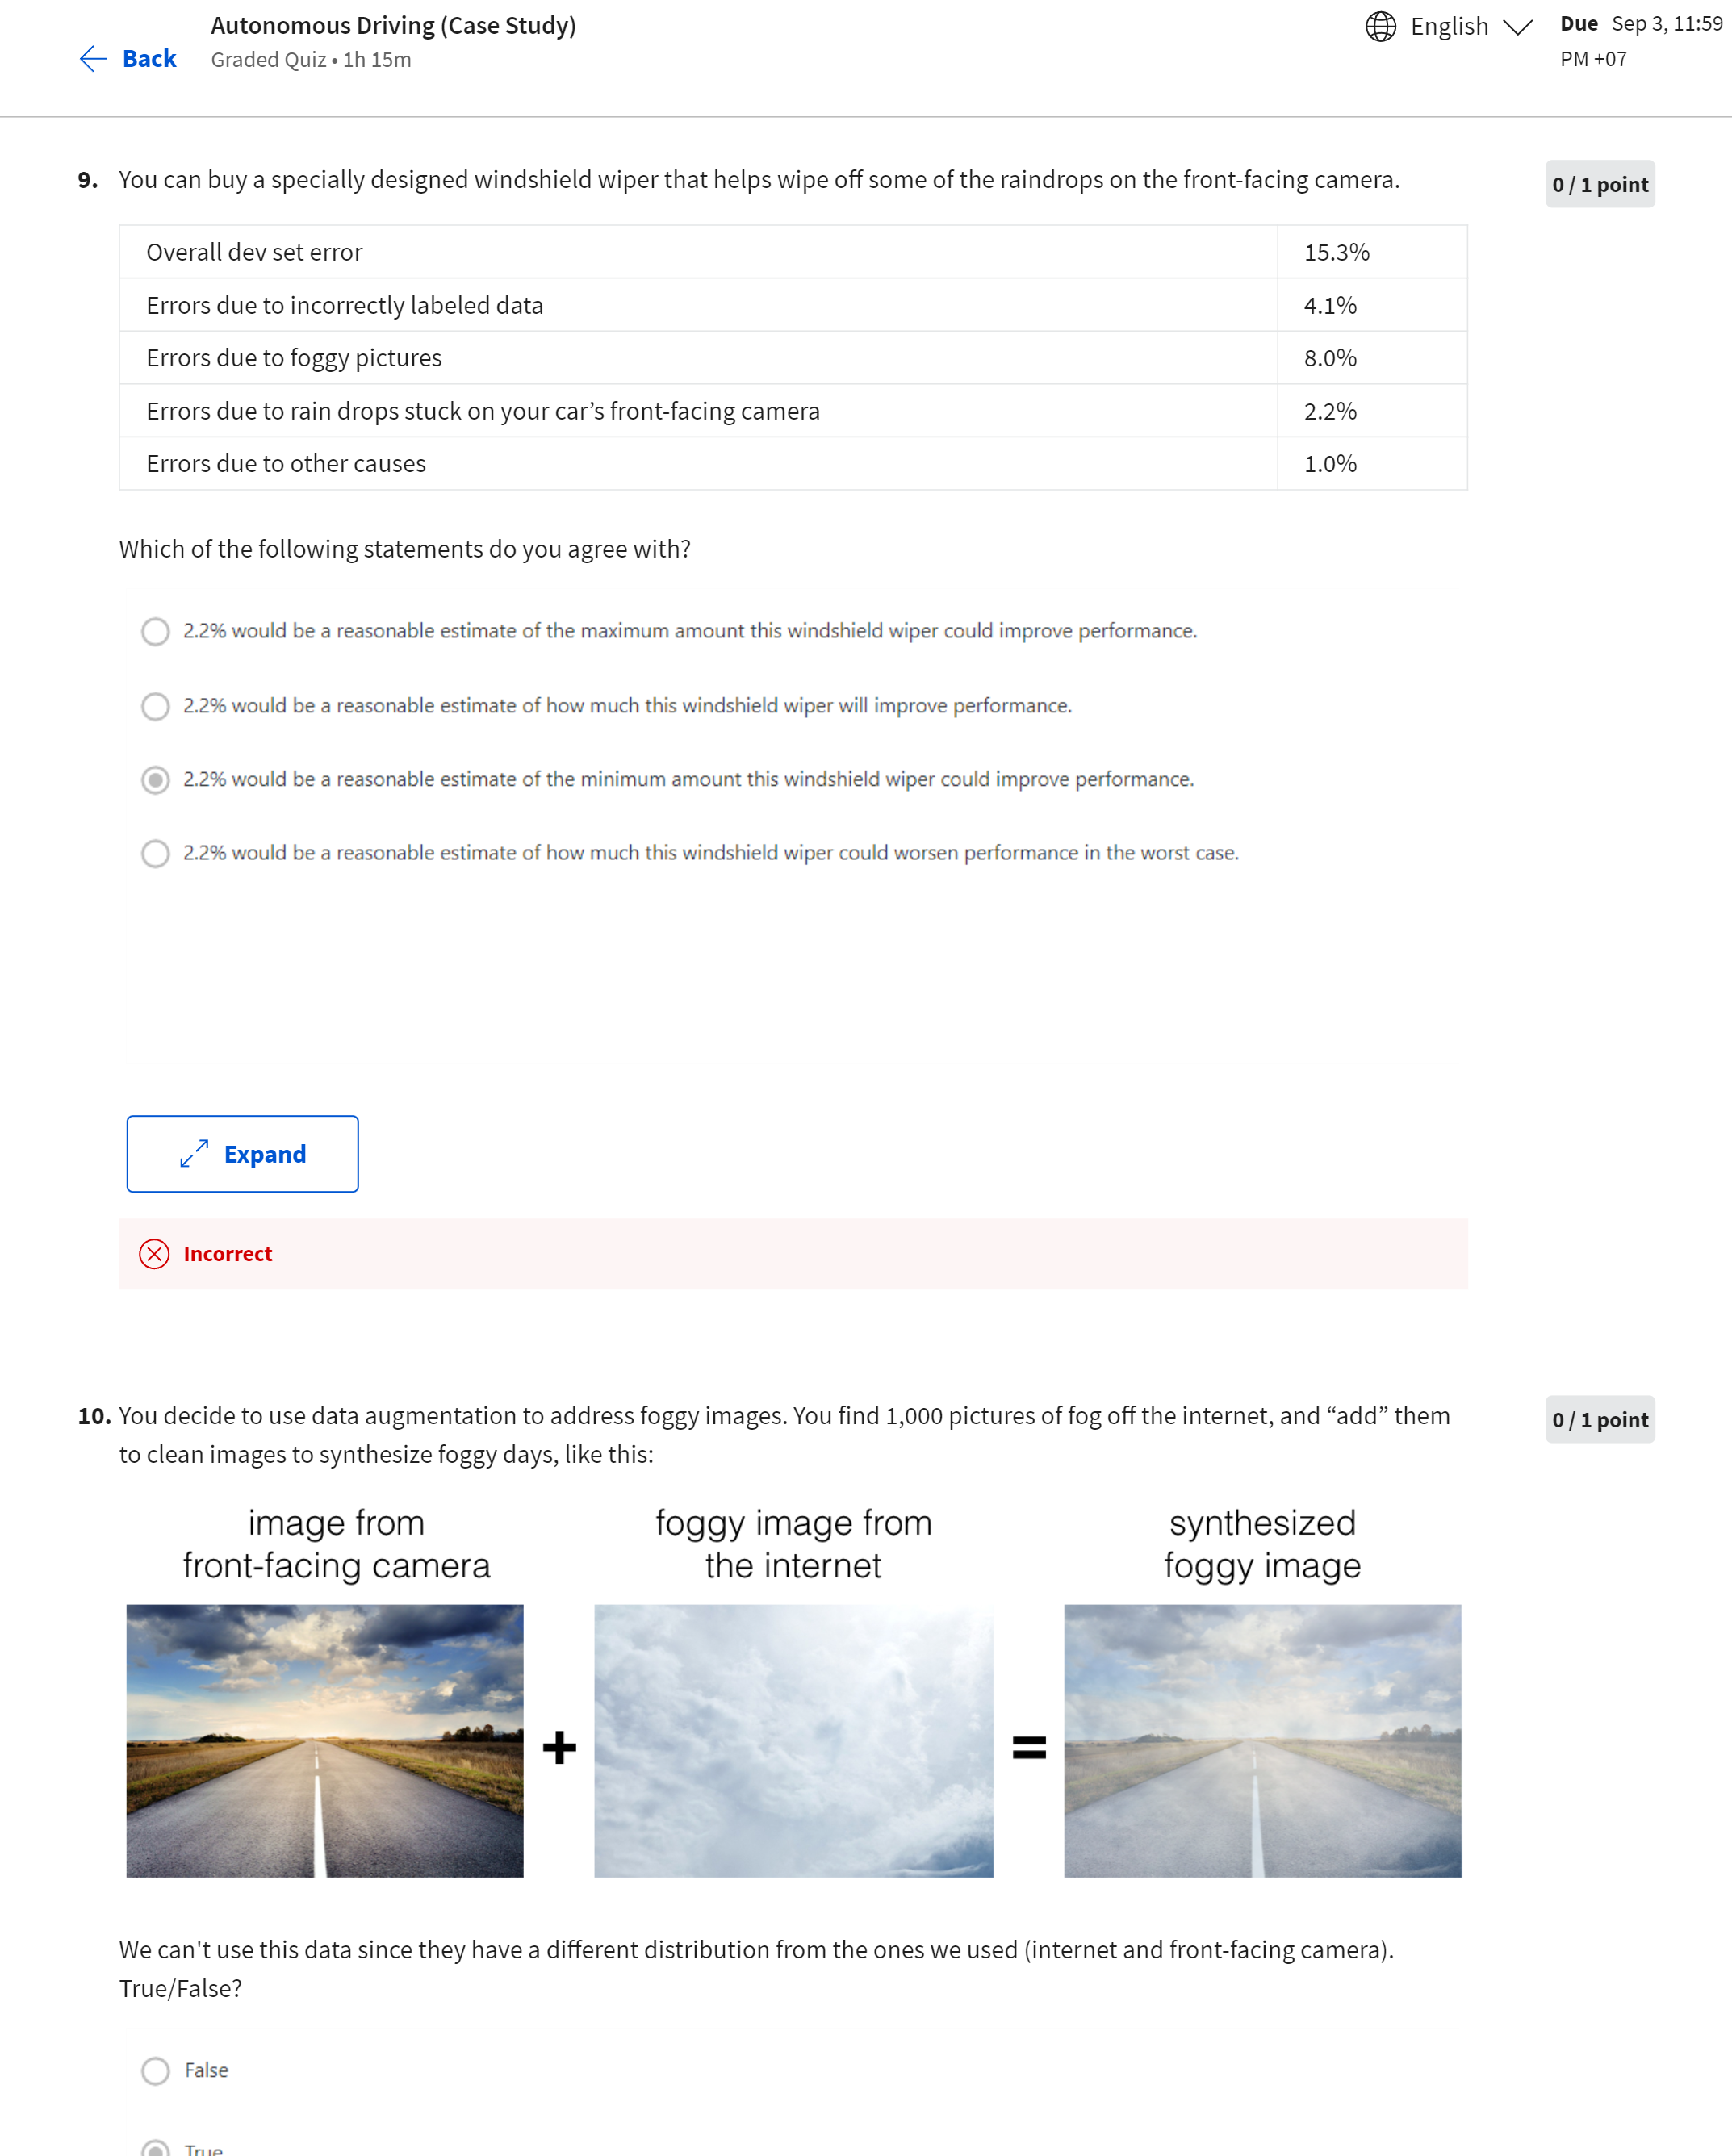 Back
Autonomous Driving (Case Study)
Graded Quiz • 1h 15m
English
Due Sep 3, 11:59
PM +07
9. You can buy a specially designed windshield wiper that helps wipe off some of the raindrops on the front-facing camera.
0 / 1 point
Overall dev set error 15.3%
Errors due to incorrectly labeled data 4.1%
Errors due to foggy pictures 8.0%
Errors due to rain drops stuck on your car’s front-facing camera 2.2%
Errors due to other causes 1.0%
Which of the following statements do you agree with?
2.2% would be a reasonable estimate of the maximum amount this windshield wiper could improve performance.
2.2% would be a reasonable estimate of how much this windshield wiper will improve performance.
2.2% would be a reasonable estimate of the minimum amount this windshield wiper could improve performance.
2.2% would be a reasonable estimate of how much this windshield wiper could worsen performance in the worst case.
Expand
Incorrect
10. You decide to use data augmentation to address foggy images. You find 1,000 pictures of fog off the internet, and “add” them
to clean images to synthesize foggy days, like this:
0 / 1 point
image from
front-facing camera
foggy image from
the internet
synthesized
foggy image
+
=
We can't use this data since they have a different distribution from the ones we used (internet and front-facing camera).
True/False?
False
True